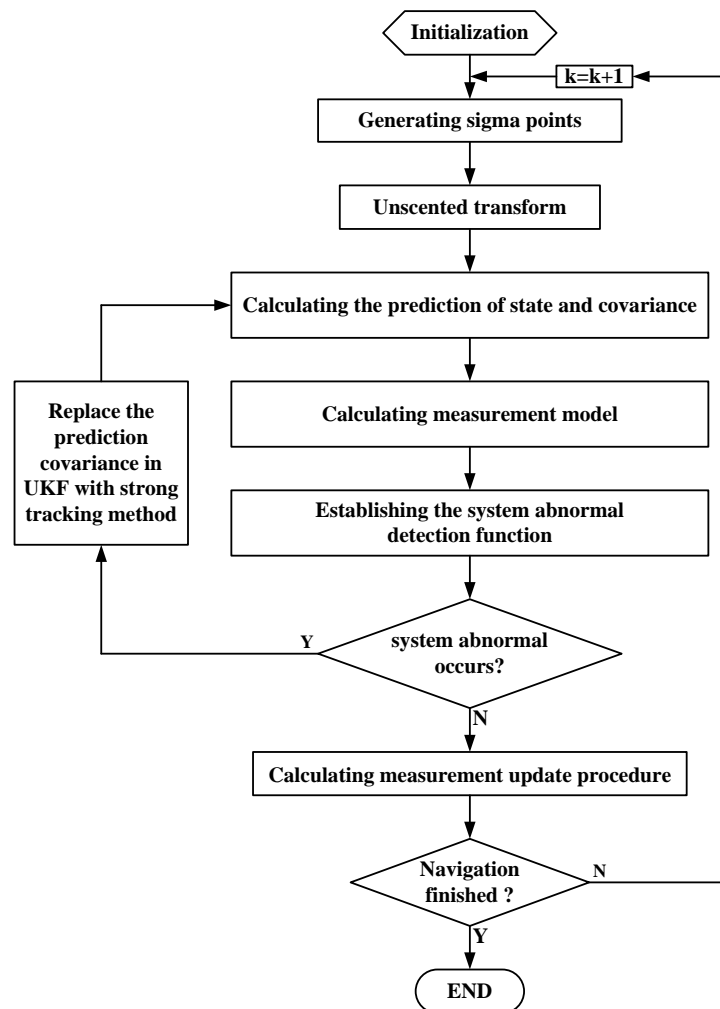 Initialization
k=k+1
Generating sigma points
Unscented transform
Calculating the prediction of state and covariance
Replace the
prediction
covariance in
UKF with strong
tracking method
Calculating measurement model
Establishing the system abnormal
detection function
Y
system abnormal
occurs?
N
Calculating measurement update procedure
Navigation
finished ?
N
Y
END